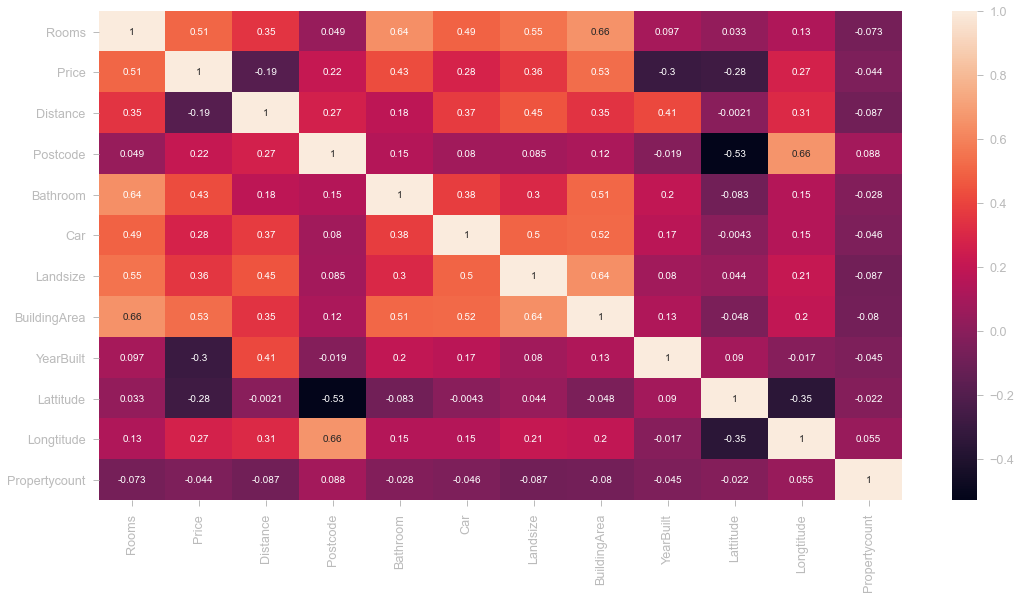 Rooms 1 0.51 0.35 0.049 0.64 0.49 0.55 0.66 0.097 0.033 0.13 -0.073
Price 0.51 1 -0.19 0.22 0.43 0.28 0.36 0.53 -0.3 -0.28 0.27 -0.044
Distance 0.35 -0.19 1 0.27 0.18 0.37 0.45 0.35 0.41 -0.0021 0.31 -0.087
Postcode 0.049 0.22 0.27 1 0.15 0.08 0.085 0.12 -0.019 -0.53 0.66 0.088
Bathroom 0.64 0.43 0.18 0.15 1 0.38 0.3 0.51 0.2 -0.083 0.15 -0.028
Car 0.49 0.28 0.37 0.08 0.38 1 0.5 0.52 0.17 -0.0043 0.15 -0.046
Landsize 0.55 0.36 0.45 0.085 0.3 0.5 1 0.64 0.08 0.044 0.21 -0.087
BuildingArea 0.66 0.53 0.35 0.12 0.51 0.52 0.64 1 0.13 -0.048 0.2 -0.08
YearBuilt 0.097 -0.3 0.41 -0.019 0.2 0.17 0.08 0.13 1 0.09 -0.017 -0.045
Lattitude 0.033 -0.28 -0.0021 -0.53 -0.083 -0.0043 0.044 -0.048 0.09 1 -0.35 -0.022
Longtitude 0.13 0.27 0.31 0.66 0.15 0.15 0.21 0.2 -0.017 -0.35 1 0.055
Propertycount -0.073 -0.044 -0.087 0.088 -0.028 -0.046 -0.087 -0.08 -0.045 -0.022 0.055 1
Rooms
Price
Distance
Postcode
Bathroom
Car
Landsize
BuildingArea
YearBuilt
Lattitude
Longtitude
Propertycount
1.0
0.8
0.6
0.4
0.2
0.0
−0.2
−0.4